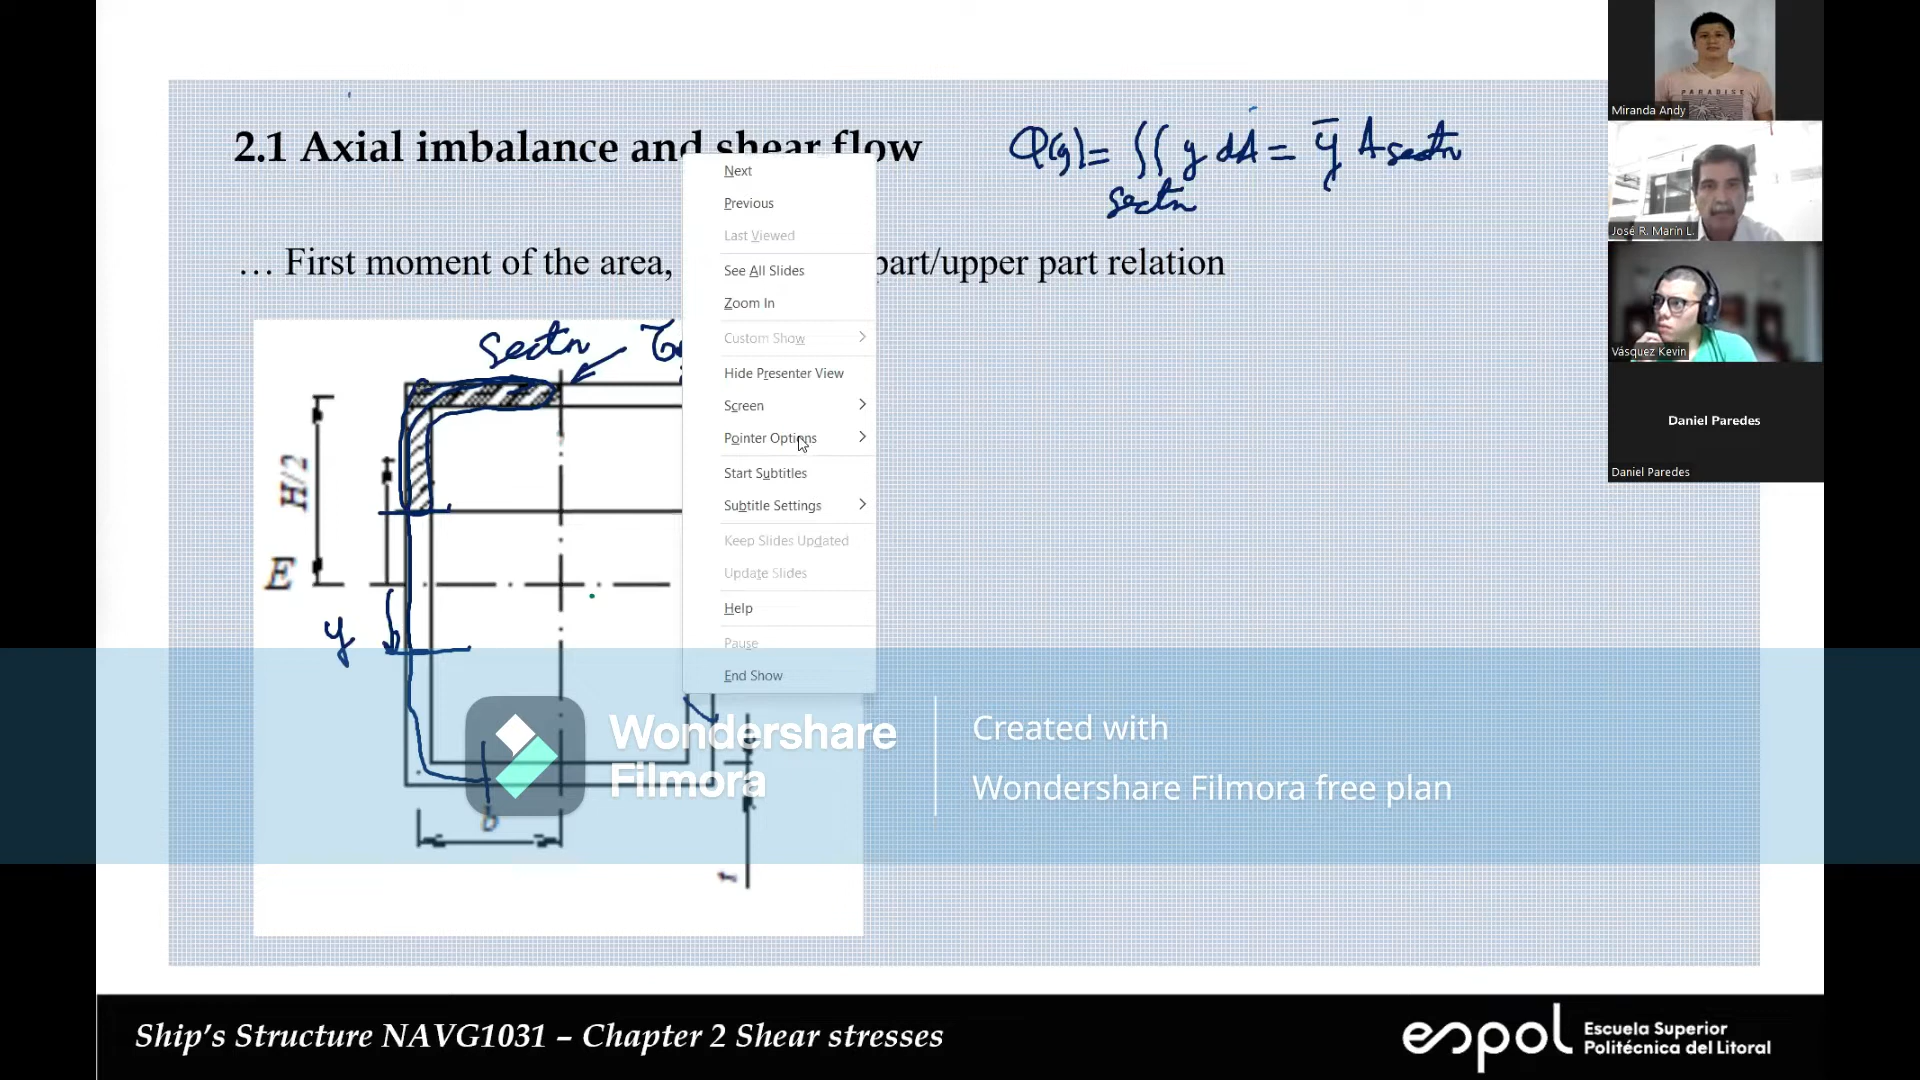 2.1 Axial imbalance and shear flow
Q(y)= ∬ y dA = ȳ A sectn
sectn
… First moment of the area, part/upper part relation
sectn
H/2
E
y
b
t
Next
Previous
Last Viewed
See All Slides
Zoom In
Custom Show
Hide Presenter View
Screen
Pointer Options
Start Subtitles
Subtitle Settings
Keep Slides Updated
Update Slides
Help
Pause
End Show
Miranda Andy
José R. Marín L.
Vásquez Kevin
Daniel Paredes
Daniel Paredes
Wondershare
Filmora
Created with
Wondershare Filmora free plan
Ship's Structure NAVG1031 – Chapter 2 Shear stresses
espol
Escuela Superior
Politécnica del Litoral
PARADISE